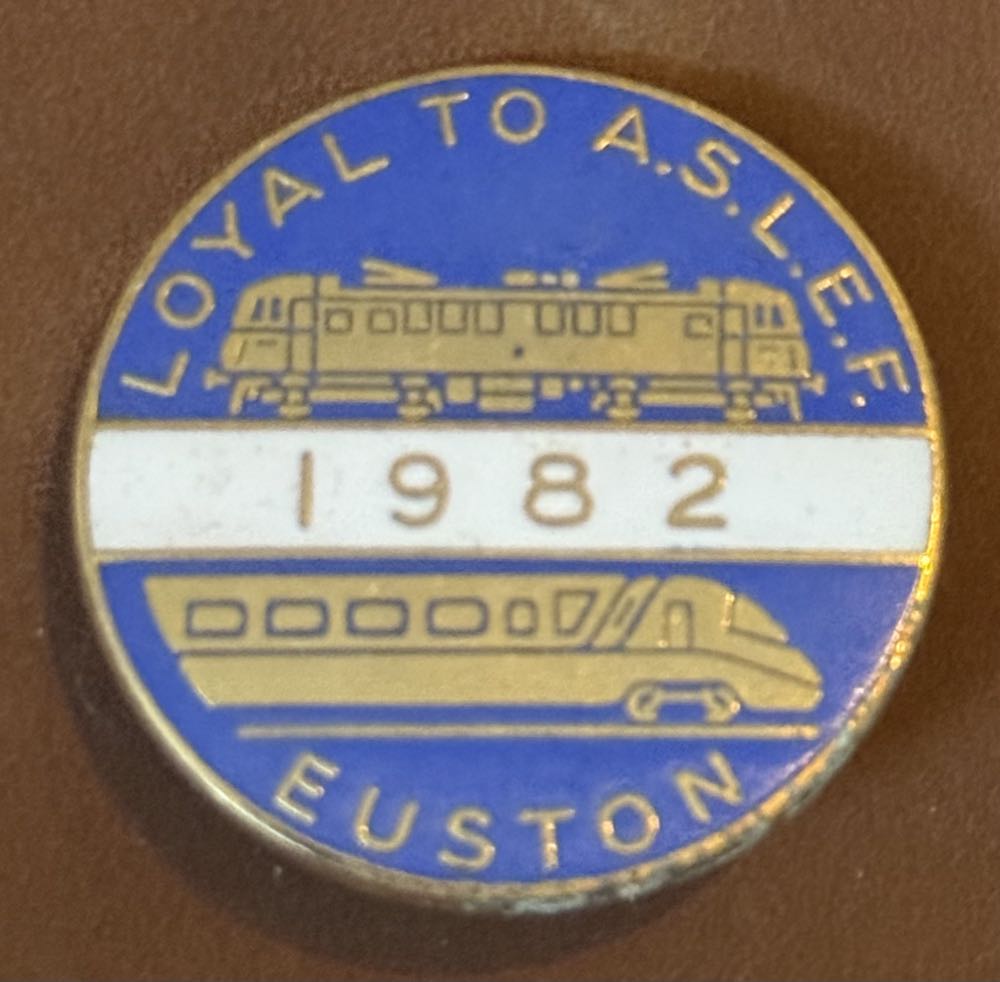 LOYAL TO A.S.L.E.F.
1982
EUSTON